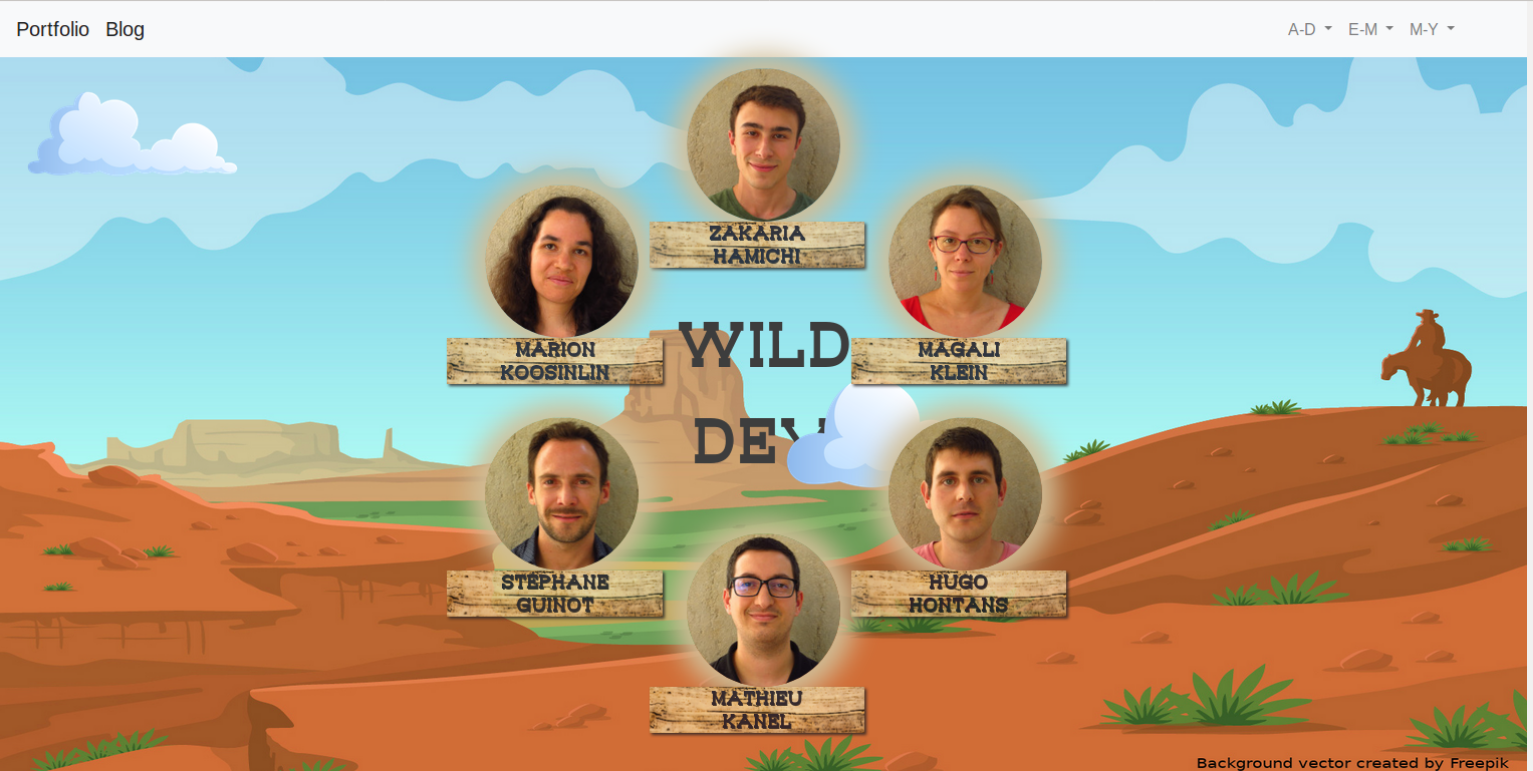 Portfolio Blog A-D E-M M-Y
ZAKARIA
HAMICHI
MARION
KOOSINLIN
MAGALI
KLEIN
WILD
DEV
STÉPHANE
GUINOT
HUGO
HONTANS
MATHIEU
KANEL
Background vector created by Freepik